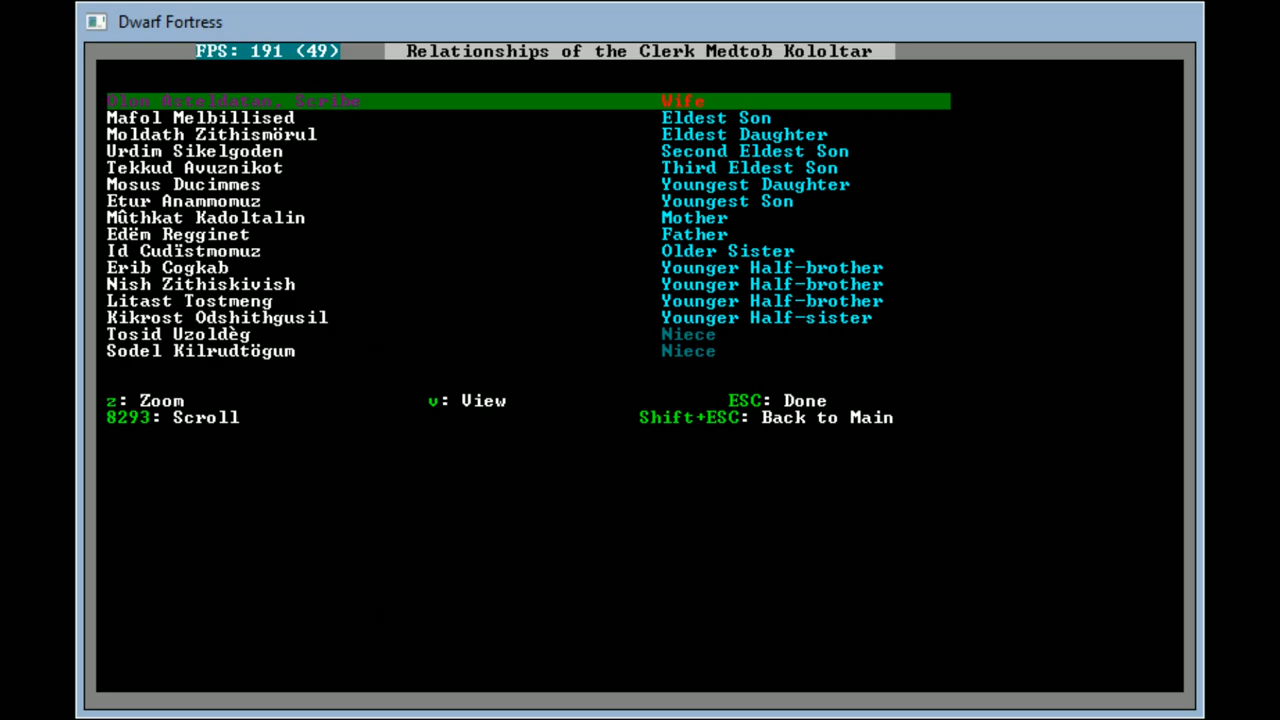 Dwarf Fortress
FPS: 191 (49) Relationships of the Clerk Medtob Kololtar
Scribe Wife
Mafol Melbillised Eldest Son
Moldath Zithismörul Eldest Daughter
Urdim Sikelgoden Second Eldest Son
Tekkud Avuznikot Third Eldest Son
Mosus Ducimmes Youngest Daughter
Etur Anammomuz Youngest Son
Mûthkat Kadoltalin Mother
Edëm Regginet Father
Id Cudïstmomuz Older Sister
Erib Cogkab Younger Half-brother
Nish Zithiskivish Younger Half-brother
Litast Tostmeng Younger Half-brother
Kikrost Odshithgusil Younger Half-sister
Tosid Uzoldèg Niece
Sodel Kilrudtögum Niece
z: Zoom v: View ESC: Done
8293: Scroll Shift+ESC: Back to Main